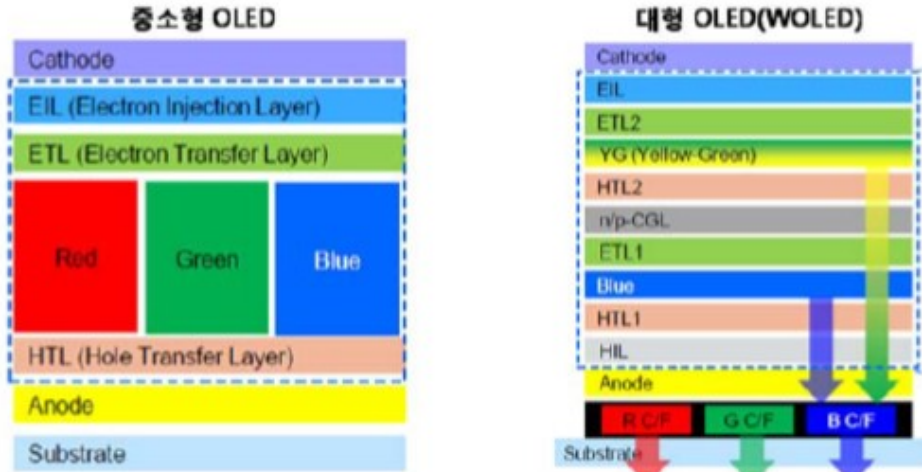 중소형 OLED
Cathode
EIL (Electron Injection Layer)
ETL (Electron Transfer Layer)
Red Green Blue
HTL (Hole Transfer Layer)
Anode
Substrate
대형 OLED(WOLED)
Cathode
EIL
ETL2
YG (Yellow-Green)
HTL2
n/p-CGL
ETL1
Blue
HTL1
HIL
Anode
R C/F G C/F B C/F
Substrate